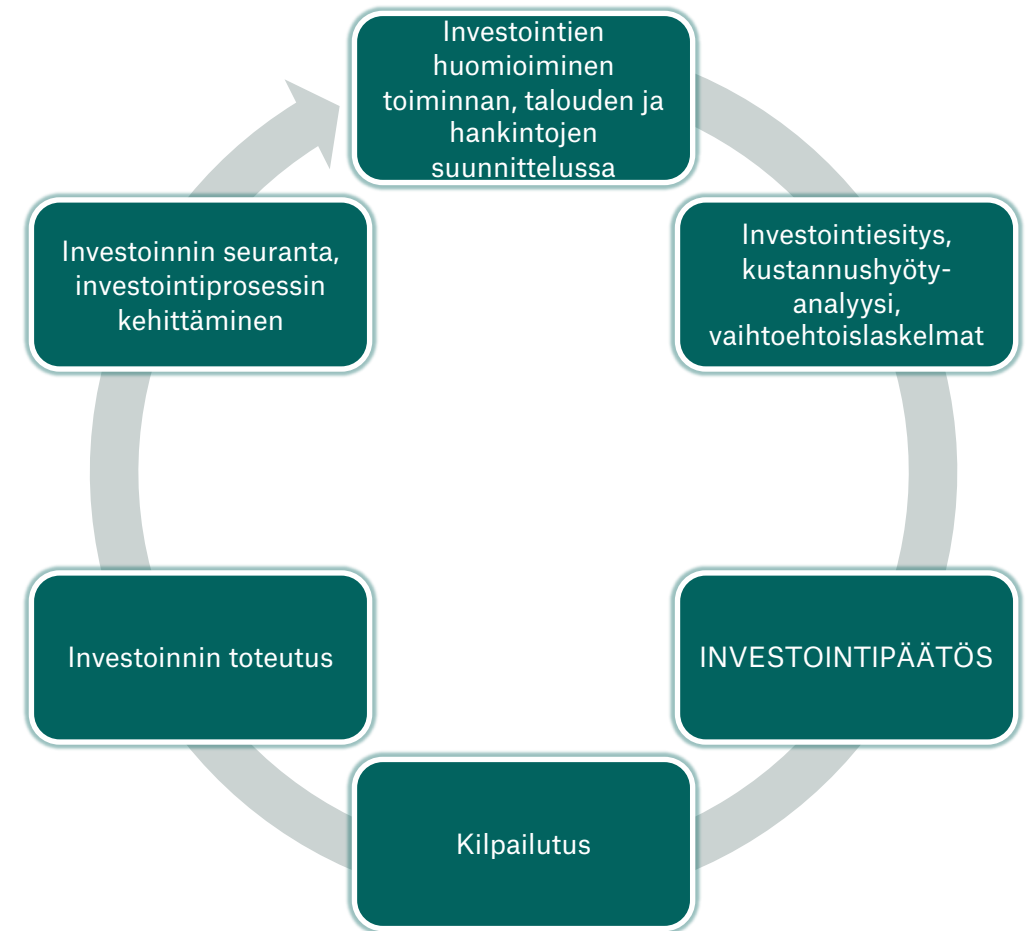 Investointien
huomioiminen
toiminnan, talouden ja
hankintojen
suunnittelussa
Investointiesitys,
kustannushyöty-
analyysi,
vaihtoehtoislaskelmat
INVESTOINTIPÄÄTÖS
Kilpailutus
Investoinnin toteutus
Investoinnin seuranta,
investointiprosessin
kehittäminen